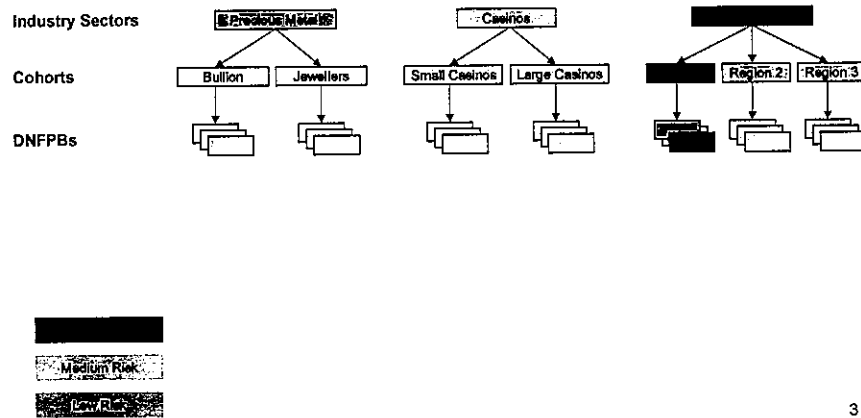 Industry Sectors
Precious Metal
Casinos
Cohorts
Bullion
Jewellers
Small Casinos
Large Casinos
Region 2
Region 3
DNFPBs
Medium Risk
Low Risk
3